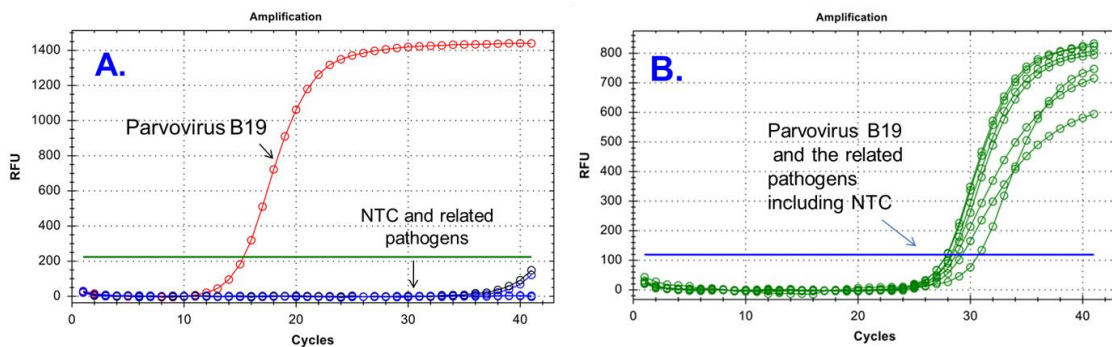 Amplification
A.
1400
1200
1000
800
600
400
200
0
RFU
Parvovirus B19
NTC and related
pathogens
0
10
20
30
40
Cycles
Amplification
B.
800
700
600
500
400
300
200
100
0
RFU
Parvovirus B19
and the related
pathogens
including NTC
0
10
20
30
40
Cycles